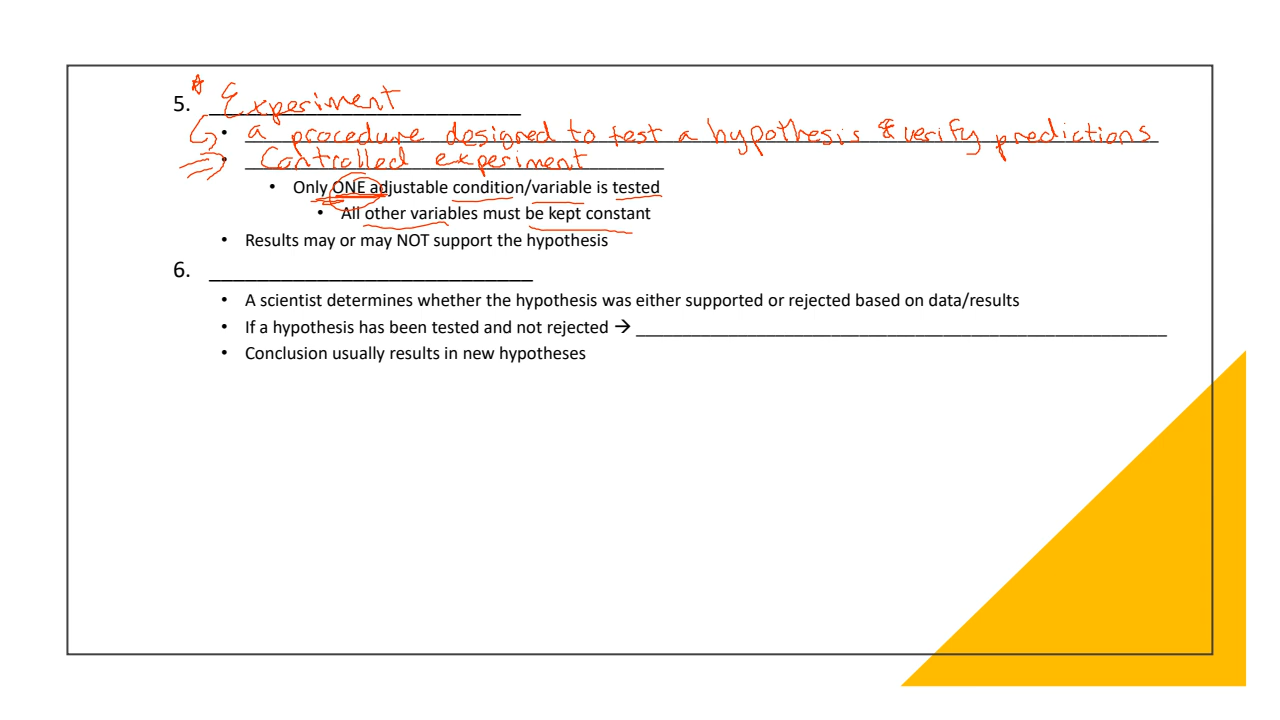 5. Experiment
• a procedure designed to test a hypothesis & verify predictions
• Controlled experiment
• Only ONE adjustable condition/variable is tested
• All other variables must be kept constant
• Results may or may NOT support the hypothesis
6. ____________________________
• A scientist determines whether the hypothesis was either supported or rejected based on data/results
• If a hypothesis has been tested and not rejected → ____________________________
• Conclusion usually results in new hypotheses